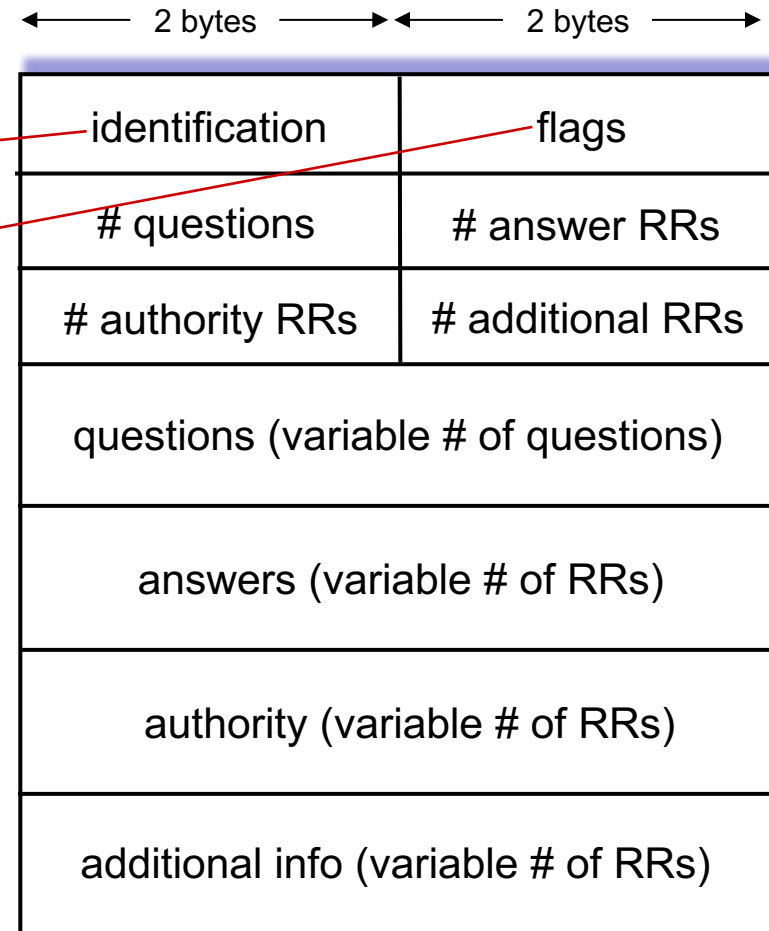 2 bytes 2 bytes
identification flags
# questions # answer RRs
# authority RRs # additional RRs
questions (variable # of questions)
answers (variable # of RRs)
authority (variable # of RRs)
additional info (variable # of RRs)